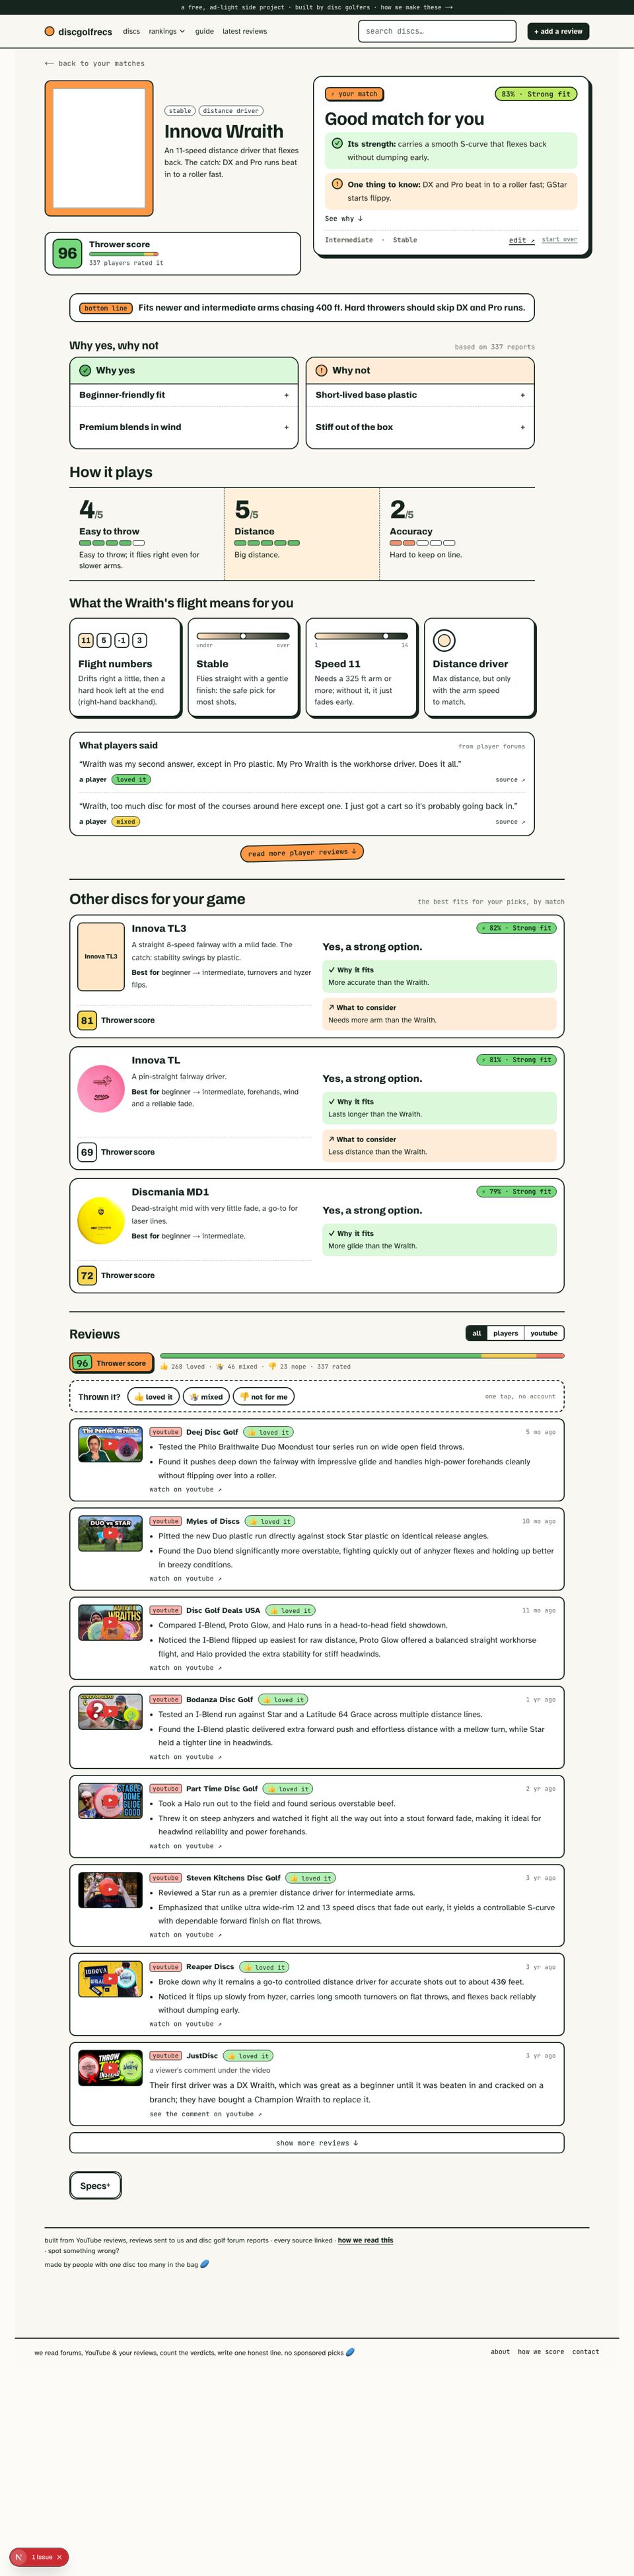 a free, ad-light side project · built by disc golfers · how we make these ⟶
discgolfrecs
discs
rankings
guide
latest reviews
search discs…
+ add a review
⟵ back to your matches
stable
distance driver
Innova Wraith
An 11-speed distance driver that flexes
back. The catch: DX and Pro runs beat
in to a roller fast.
96
Thrower score
337 players rated it
⚡ your match
83% · Strong fit
Good match for you
Its strength: carries a smooth S-curve that flexes back
without dumping early.
One thing to know: DX and Pro beat in to a roller fast; GStar
starts flippy.
See why ↓
Intermediate · Stable
edit ↗
start over
bottom line
Fits newer and intermediate arms chasing 400 ft. Hard throwers should skip DX and Pro runs.
Why yes, why not
based on 337 reports
✓ Why yes
Beginner-friendly fit +
Premium blends in wind +
! Why not
Short-lived base plastic +
Stiff out of the box +
How it plays
4/5
Easy to throw
Easy to throw; it flies right even for
slower arms.
5/5
Distance
Big distance.
2/5
Accuracy
Hard to keep on line.
What the Wraith's flight means for you
11 5 -1 3
Flight numbers
Drifts right a little, then a
hard hook left at the end
(right-hand backhand).
under over
Stable
Flies straight with a gentle
finish: the safe pick for
most shots.
1 14
Speed 11
Needs a 325 ft arm or
more; without it, it just
fades early.
Distance driver
Max distance, but only
with the arm speed
to match.
What players said
from player forums
“Wraith was my second answer, except in Pro plastic. My Pro Wraith is the workhorse driver. Does it all.”
a player loved it
source ↗
“Wraith, too much disc for most of the courses around here except one. I just got a cart so it's probably going back in.”
a player mixed
source ↗
read more player reviews ↓
Other discs for your game
the best fits for your picks, by match
Innova TL3
Innova TL3
A straight 8-speed fairway with a mild fade. The
catch: stability swings by plastic.
Best for beginner → intermediate, turnovers and hyzer
flips.
81 Thrower score
⚡ 82% · Strong fit
Yes, a strong option.
✓ Why it fits
More accurate than the Wraith.
↗ What to consider
Needs more arm than the Wraith.
Innova TL
A pin-straight fairway driver.
Best for beginner → intermediate, forehands, wind
and a reliable fade.
69 Thrower score
⚡ 81% · Strong fit
Yes, a strong option.
✓ Why it fits
Lasts longer than the Wraith.
↗ What to consider
Less distance than the Wraith.
Discmania MD1
Dead-straight mid with very little fade, a go-to for
laser lines.
Best for beginner → intermediate.
72 Thrower score
⚡ 79% · Strong fit
Yes, a strong option.
✓ Why it fits
More glide than the Wraith.
Reviews
all
players
youtube
96 Thrower score
👍 268 loved · 46 mixed · 👎 23 nope · 337 rated
Thrown it?
👍 loved it
mixed
👎 not for me
one tap, no account
The Perfect Wraith!
youtube Deej Disc Golf 👍 loved it
5 mo ago
• Tested the Philo Braithwaite Duo Moondust tour series run on wide open field throws.
• Found it pushes deep down the fairway with impressive glide and handles high-power forehands cleanly
without flipping over into a roller.
watch on youtube ↗
DUO vs STAR
youtube Myles of Discs 👍 loved it
10 mo ago
• Pitted the new Duo plastic run directly against stock Star plastic on identical release angles.
• Found the Duo blend significantly more overstable, fighting quickly out of anhyzer flexes and holding up better
in breezy conditions.
watch on youtube ↗
WRAITHS
youtube Disc Golf Deals USA 👍 loved it
11 mo ago
• Compared I-Blend, Proto Glow, and Halo runs in a head-to-head field showdown.
• Noticed the I-Blend flipped up easiest for raw distance, Proto Glow offered a balanced straight workhorse
flight, and Halo provided the extra stability for stiff headwinds.
watch on youtube ↗
youtube Bodanza Disc Golf 👍 loved it
1 yr ago
• Tested an I-Blend run against Star and a Latitude 64 Grace across multiple distance lines.
• Found the I-Blend plastic delivered extra forward push and effortless distance with a mellow turn, while Star
held a tighter line in headwinds.
watch on youtube ↗
STABLE
DOME
GLIDE
GOOD
youtube Part Time Disc Golf 👍 loved it
2 yr ago
• Took a Halo run out to the field and found serious overstable beef.
• Threw it on steep anhyzers and watched it fight all the way out into a stout forward fade, making it ideal for
headwind reliability and power forehands.
watch on youtube ↗
youtube Steven Kitchens Disc Golf 👍 loved it
3 yr ago
• Reviewed a Star run as a premier distance driver for intermediate arms.
• Emphasized that unlike ultra wide-rim 12 and 13 speed discs that fade out early, it yields a controllable S-curve
with dependable forward finish on flat throws.
watch on youtube ↗
INNOVA
youtube Reaper Discs 👍 loved it
3 yr ago
• Broke down why it remains a go-to controlled distance driver for accurate shots out to about 430 feet.
• Noticed it flips up slowly from hyzer, carries long smooth turnovers on flat throws, and flexes back reliably
without dumping early.
watch on youtube ↗
THROW
INSTEAD
youtube JustDisc 👍 loved it
3 yr ago
a viewer's comment under the video
Their first driver was a DX Wraith, which was great as a beginner until it was beaten in and cracked on a
branch; they have bought a Champion Wraith to replace it.
see the comment on youtube ↗
show more reviews ↓
Specs+
built from YouTube reviews, reviews sent to us and disc golf forum reports · every source linked · how we read this
· spot something wrong?
made by people with one disc too many in the bag
we read forums, YouTube & your reviews, count the verdicts, write one honest line. no sponsored picks
about
how we score
contact
N 1 Issue ×